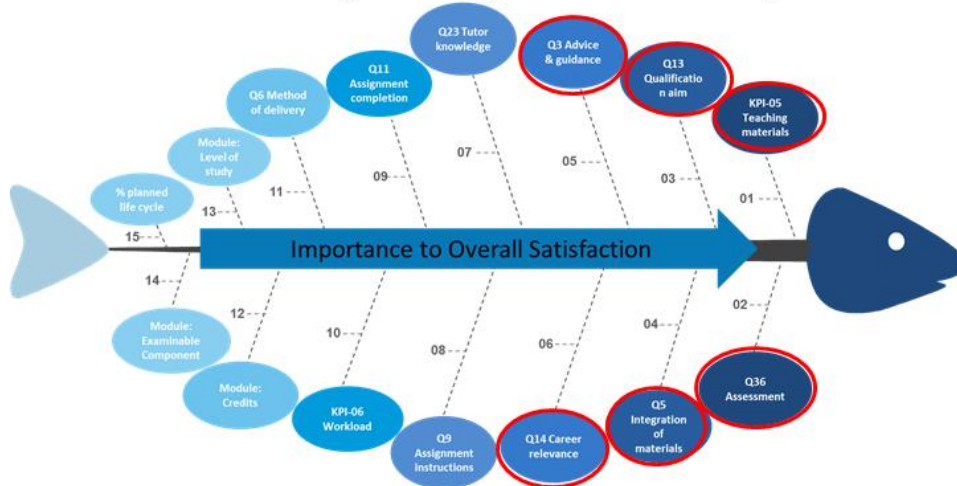 Q23 Tutor
knowledge
Q3 Advice
& guidance
Q13
Qualificatio
n aim
KPI-05
Teaching
materials
Q11
Assignment
completion
Q6 Method
of delivery
Module:
Level of
study
% planned
life cycle
15
13
11
09
07
05
03
01
Importance to Overall Satisfaction
14
12
10
08
06
04
02
Module:
Examinable
Component
Module:
Credits
KPI-06
Workload
Q9
Assignment
instructions
Q14 Career
relevance
Q5
Integration
of
materials
Q36
Assessment